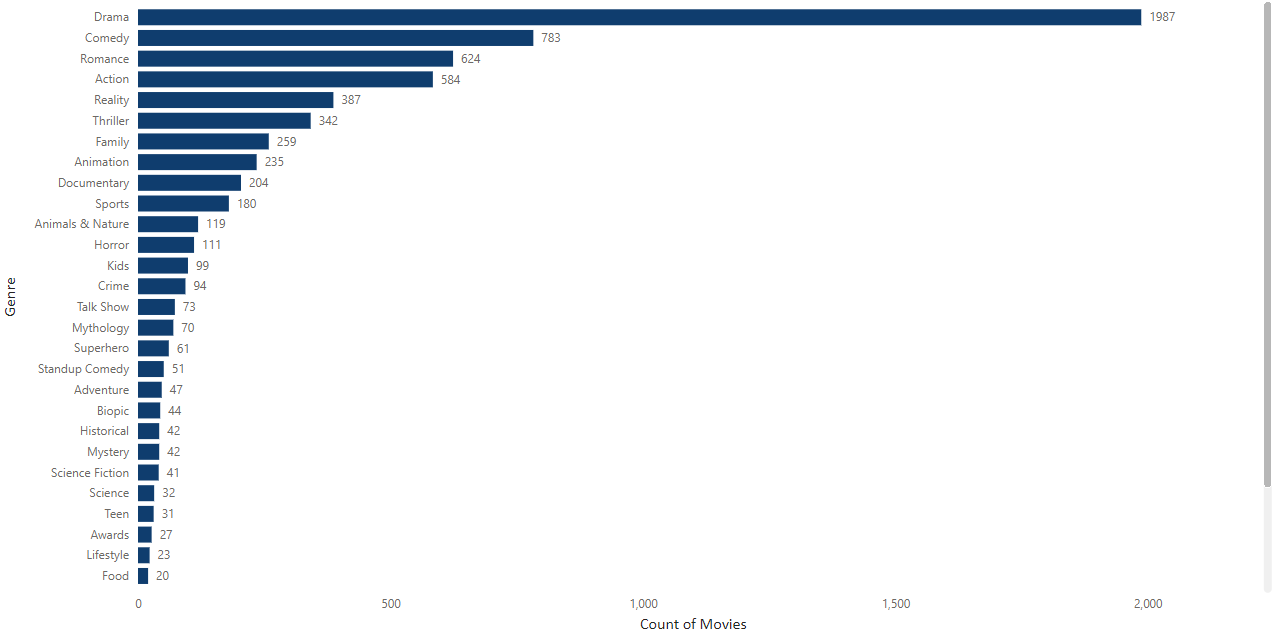 Drama 1987
Comedy 783
Romance 624
Action 584
Reality 387
Thriller 342
Family 259
Animation 235
Documentary 204
Sports 180
Animals & Nature 119
Horror 111
Kids 99
Crime 94
Talk Show 73
Mythology 70
Superhero 61
Standup Comedy 51
Adventure 47
Biopic 44
Historical 42
Mystery 42
Science Fiction 41
Science 32
Teen 31
Awards 27
Lifestyle 23
Food 20
Genre
0 500 1,000 1,500 2,000
Count of Movies